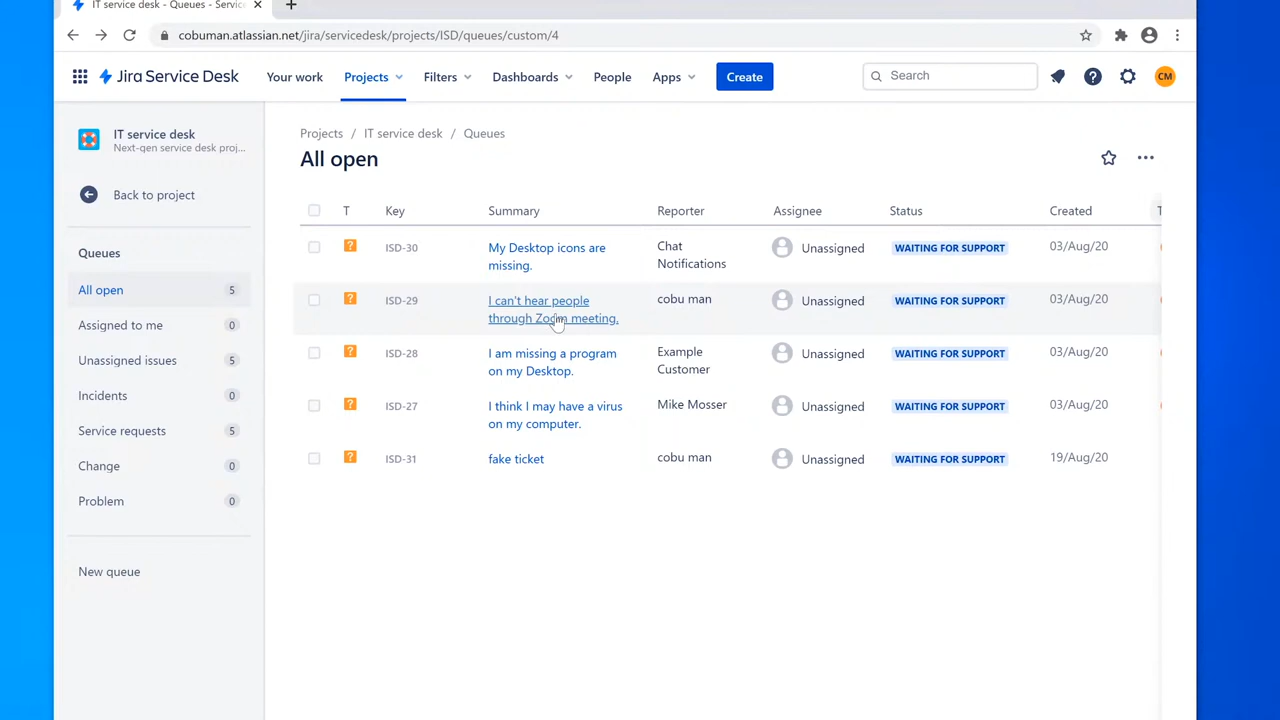 IT service desk - Queues - Servic
cobuman.atlassian.net/jira/servicedesk/projects/ISD/queues/custom/4
Jira Service Desk
Your work
Projects
Filters
Dashboards
People
Apps
Create
Search
CM
IT service desk
Next-gen service desk proj...
Back to project
Queues
All open 5
Assigned to me 0
Unassigned issues 5
Incidents 0
Service requests 5
Change 0
Problem 0
New queue
Projects / IT service desk / Queues
All open
T Key Summary Reporter Assignee Status Created T
? ISD-30 My Desktop icons are Chat Unassigned WAITING FOR SUPPORT 03/Aug/20
missing. Notifications
? ISD-29 I can't hear people cobu man Unassigned WAITING FOR SUPPORT 03/Aug/20
through Zoom meeting.
? ISD-28 I am missing a program Example Unassigned WAITING FOR SUPPORT 03/Aug/20
on my Desktop. Customer
? ISD-27 I think I may have a virus Mike Mosser Unassigned WAITING FOR SUPPORT 03/Aug/20
on my computer.
? ISD-31 fake ticket cobu man Unassigned WAITING FOR SUPPORT 19/Aug/20